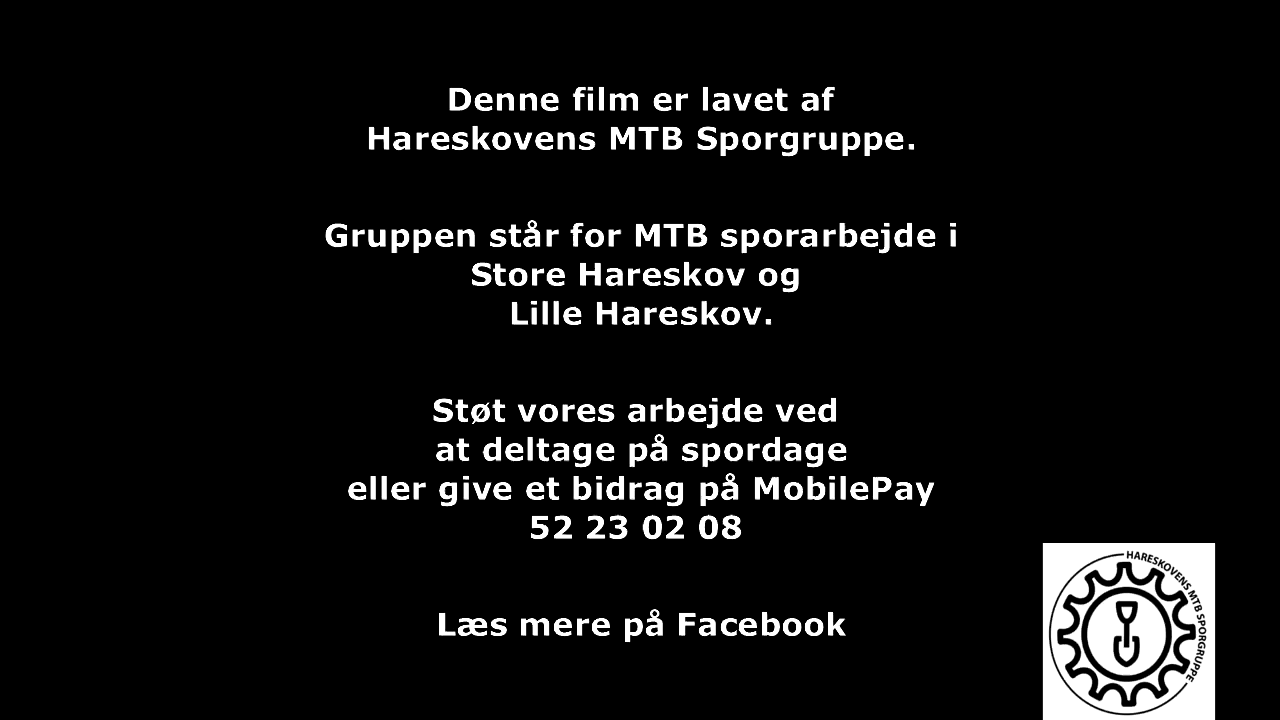 Denne film er lavet af
Hareskovens MTB Sporgruppe.
Gruppen står for MTB sporarbejde i
Store Hareskov og
Lille Hareskov.
Støt vores arbejde ved
at deltage på spordage
eller give et bidrag på MobilePay
52 23 02 08
Læs mere på Facebook
HARESKOVENS MTB SPORGRUPPE